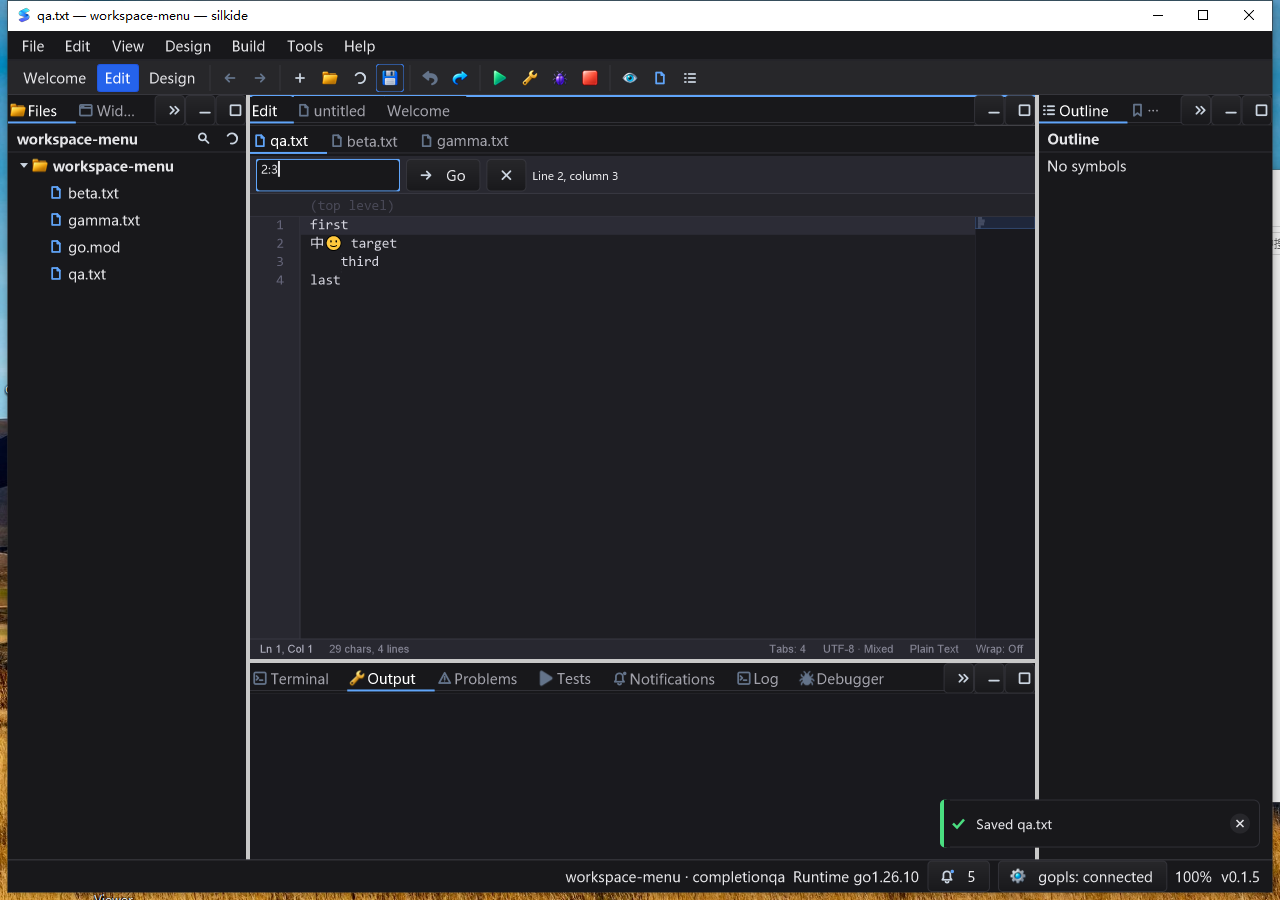 qa.txt — workspace-menu — silkide
File Edit View Design Build Tools Help
Welcome Edit Design
Files Wid...
Edit untitled Welcome
Outline ...
workspace-menu
qa.txt beta.txt gamma.txt
Outline
workspace-menu
2:3
Go
Line 2, column 3
No symbols
beta.txt
gamma.txt
go.mod
qa.txt
(top level)
1 first
2 中🙂 target
3 third
4 last
Ln 1, Col 1 29 chars, 4 lines Tabs: 4 UTF-8 · Mixed Plain Text Wrap: Off
Terminal Output Problems Tests Notifications Log Debugger
Saved qa.txt
workspace-menu · completionqa Runtime go1.26.10 5 gopls: connected 100% v0.1.5